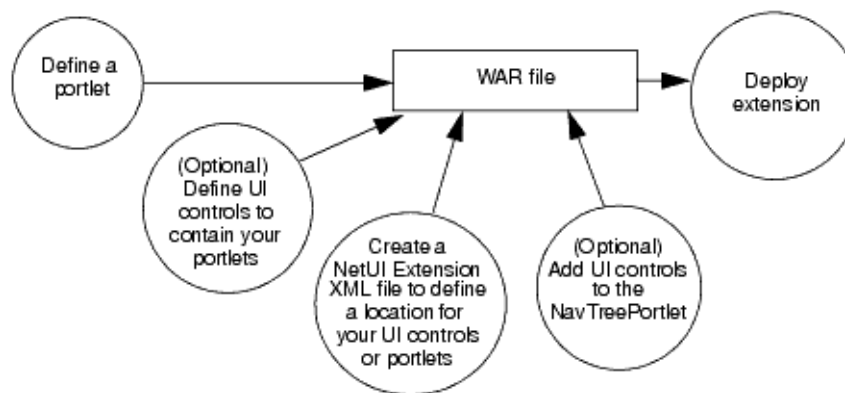 Define a
portlet
WAR file
Deploy
extension
(Optional)
Define UI
controls to
contain your
portlets
Create a
NetUI Extension
XML file to define
a location for
your UI controls
or portlets
(Optional)
Add UI controls
to the
NavTreePortlet